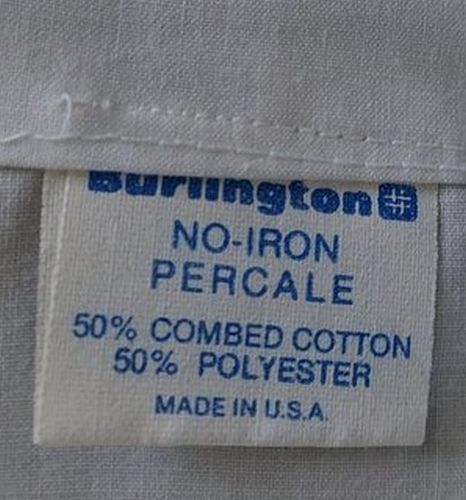 Burlington
NO-IRON
PERCALE
50% COMBED COTTON
50% POLYESTER
MADE IN U.S.A.